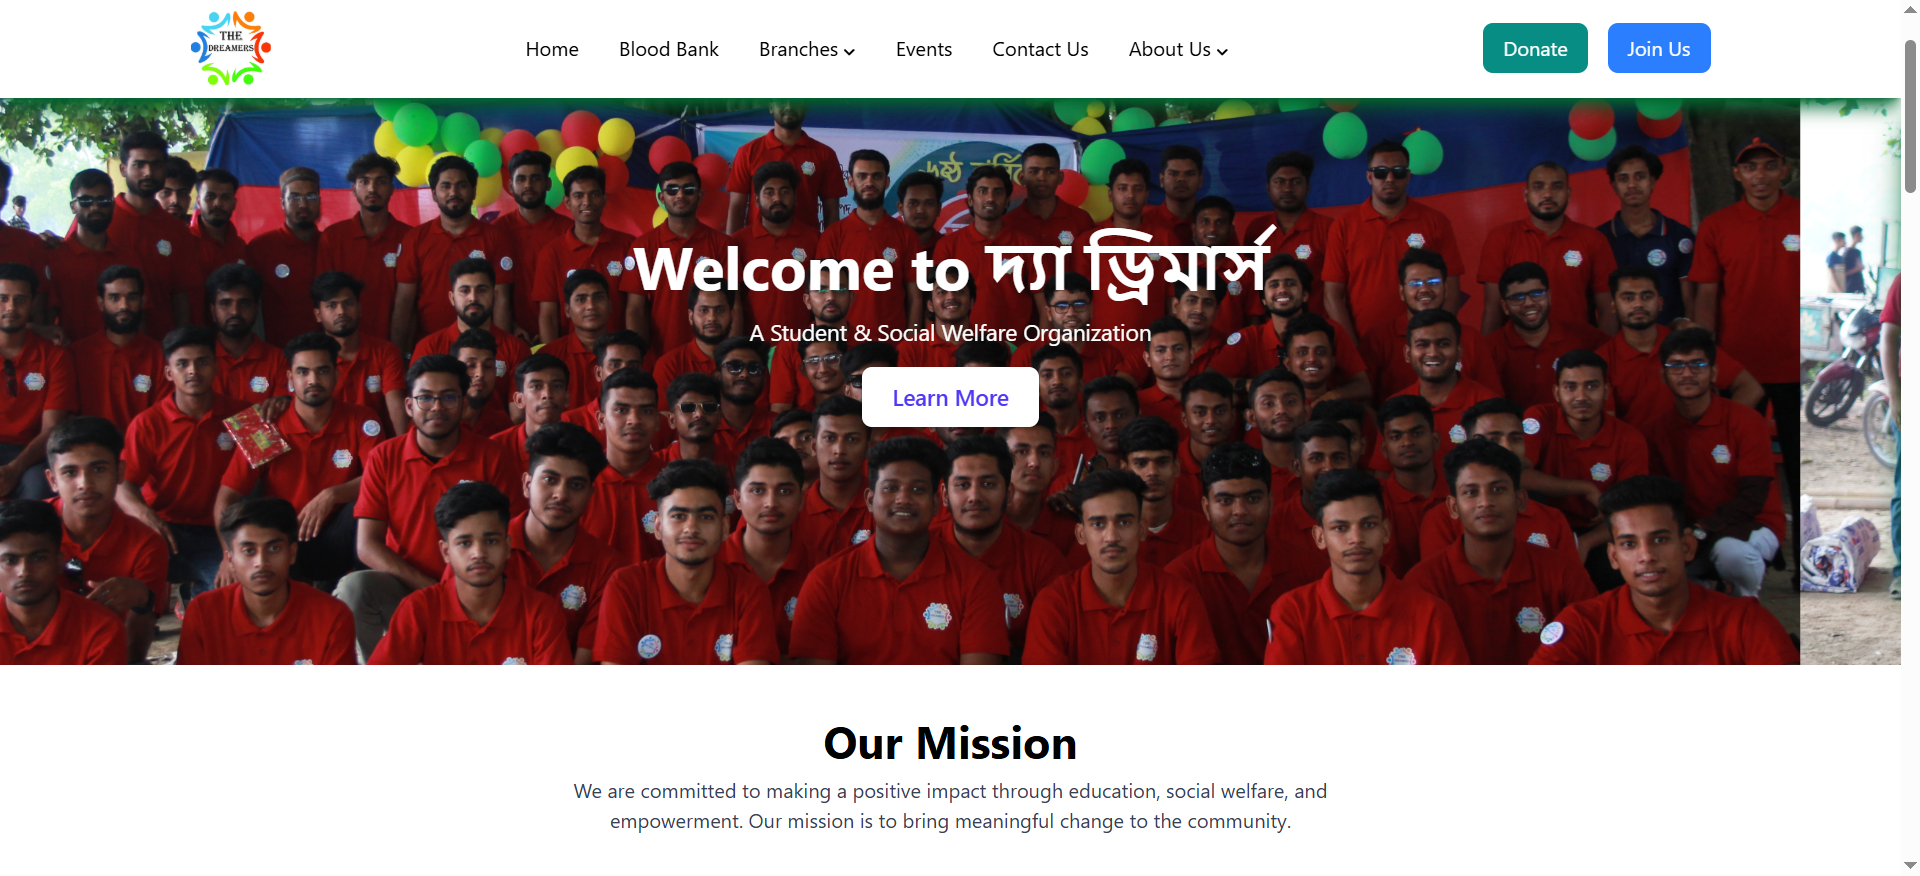 THE
DREAMERS
Home
Blood Bank
Branches
Events
Contact Us
About Us
Donate
Join Us
Welcome to দ্যা ড্রিমার্স
A Student & Social Welfare Organization
Learn More
Our Mission
We are committed to making a positive impact through education, social welfare, and
empowerment. Our mission is to bring meaningful change to the community.